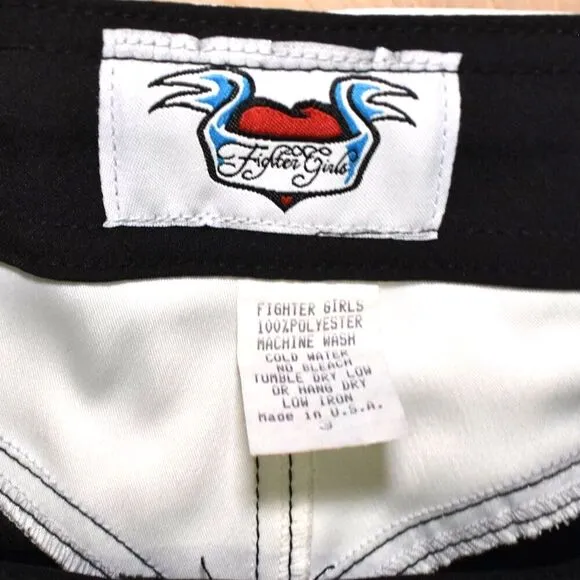 Fighter Girls
FIGHTER GIRLS
100%POLYESTER
MACHINE WASH
COLD WATER
NO BLEACH
TUMBLE DRY LOW
OR HANG DRY
LOW IRON
Made in U.S.A.
3